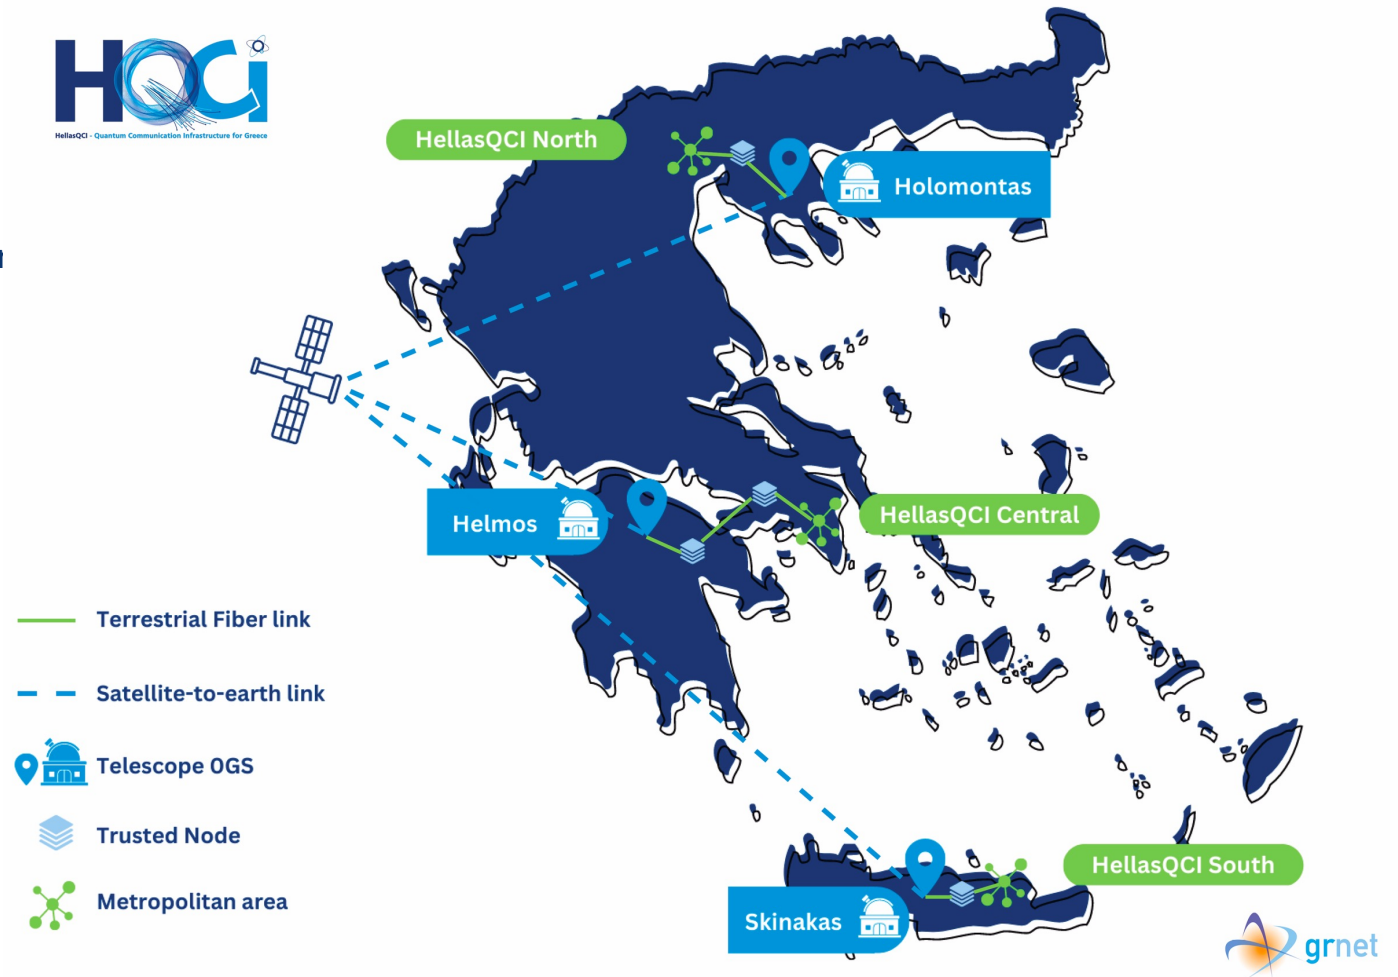 HQCi
HellasQCI - Quantum Communication Infrastructure for Greece
HellasQCI North
Holomontas
Helmos
HellasQCI Central
Terrestrial Fiber link
Satellite-to-earth link
Telescope OGS
Trusted Node
Metropolitan area
HellasQCI South
Skinakas
grnet